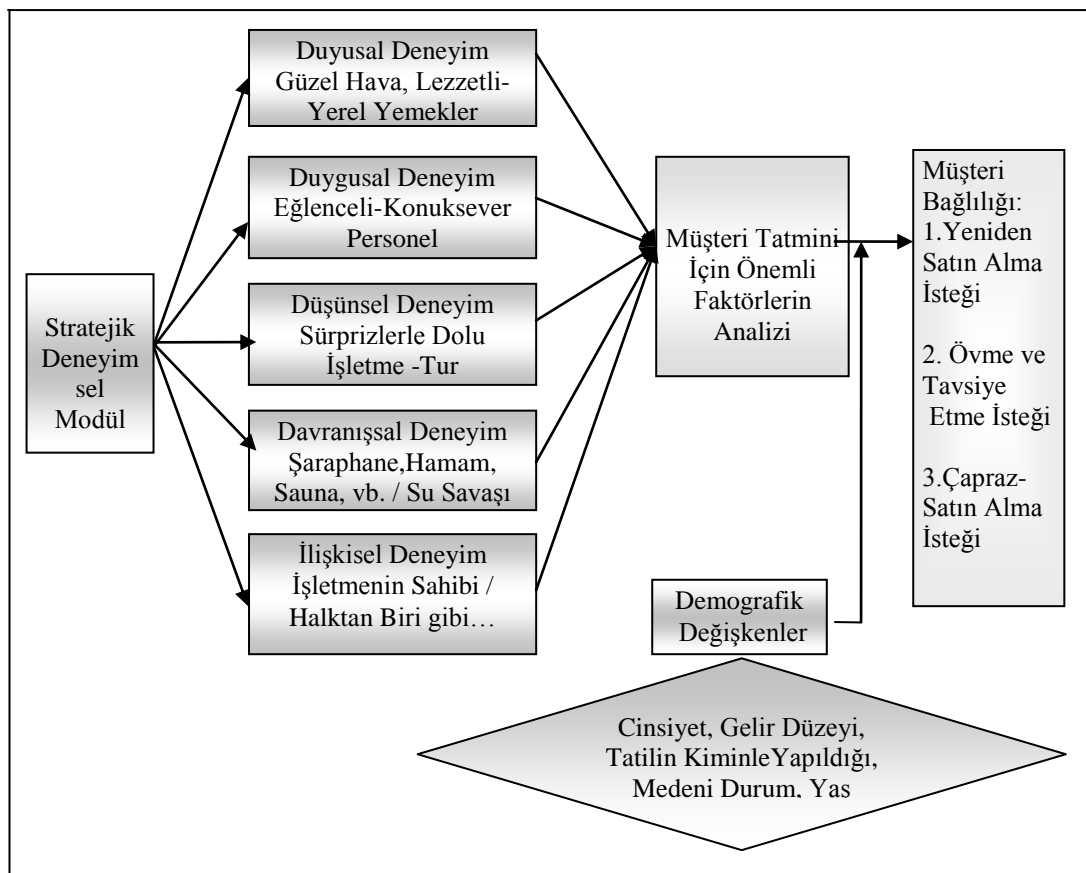 Stratejik
Deneyim
sel
Modül
Duyusal Deneyim
Güzel Hava, Lezzetli-
Yerel Yemekler
Duygusal Deneyim
Eğlenceli-Konuksever
Personel
Düşünsel Deneyim
Sürprizlerle Dolu
İşletme -Tur
Davranışsal Deneyim
Şaraphane,Hamam,
Sauna, vb. / Su Savaşı
İlişkisel Deneyim
İşletmenin Sahibi /
Halktan Biri gibi…
Müşteri Tatmini
İçin Önemli
Faktörlerin
Analizi
Müşteri
Bağlılığı:
1.Yeniden
Satın Alma
İsteği
2. Övme ve
Tavsiye
Etme İsteği
3.Çapraz-
Satın Alma
İsteği
Demografik
Değişkenler
Cinsiyet, Gelir Düzeyi,
Tatilin KiminleYapıldığı,
Medeni Durum, Yas